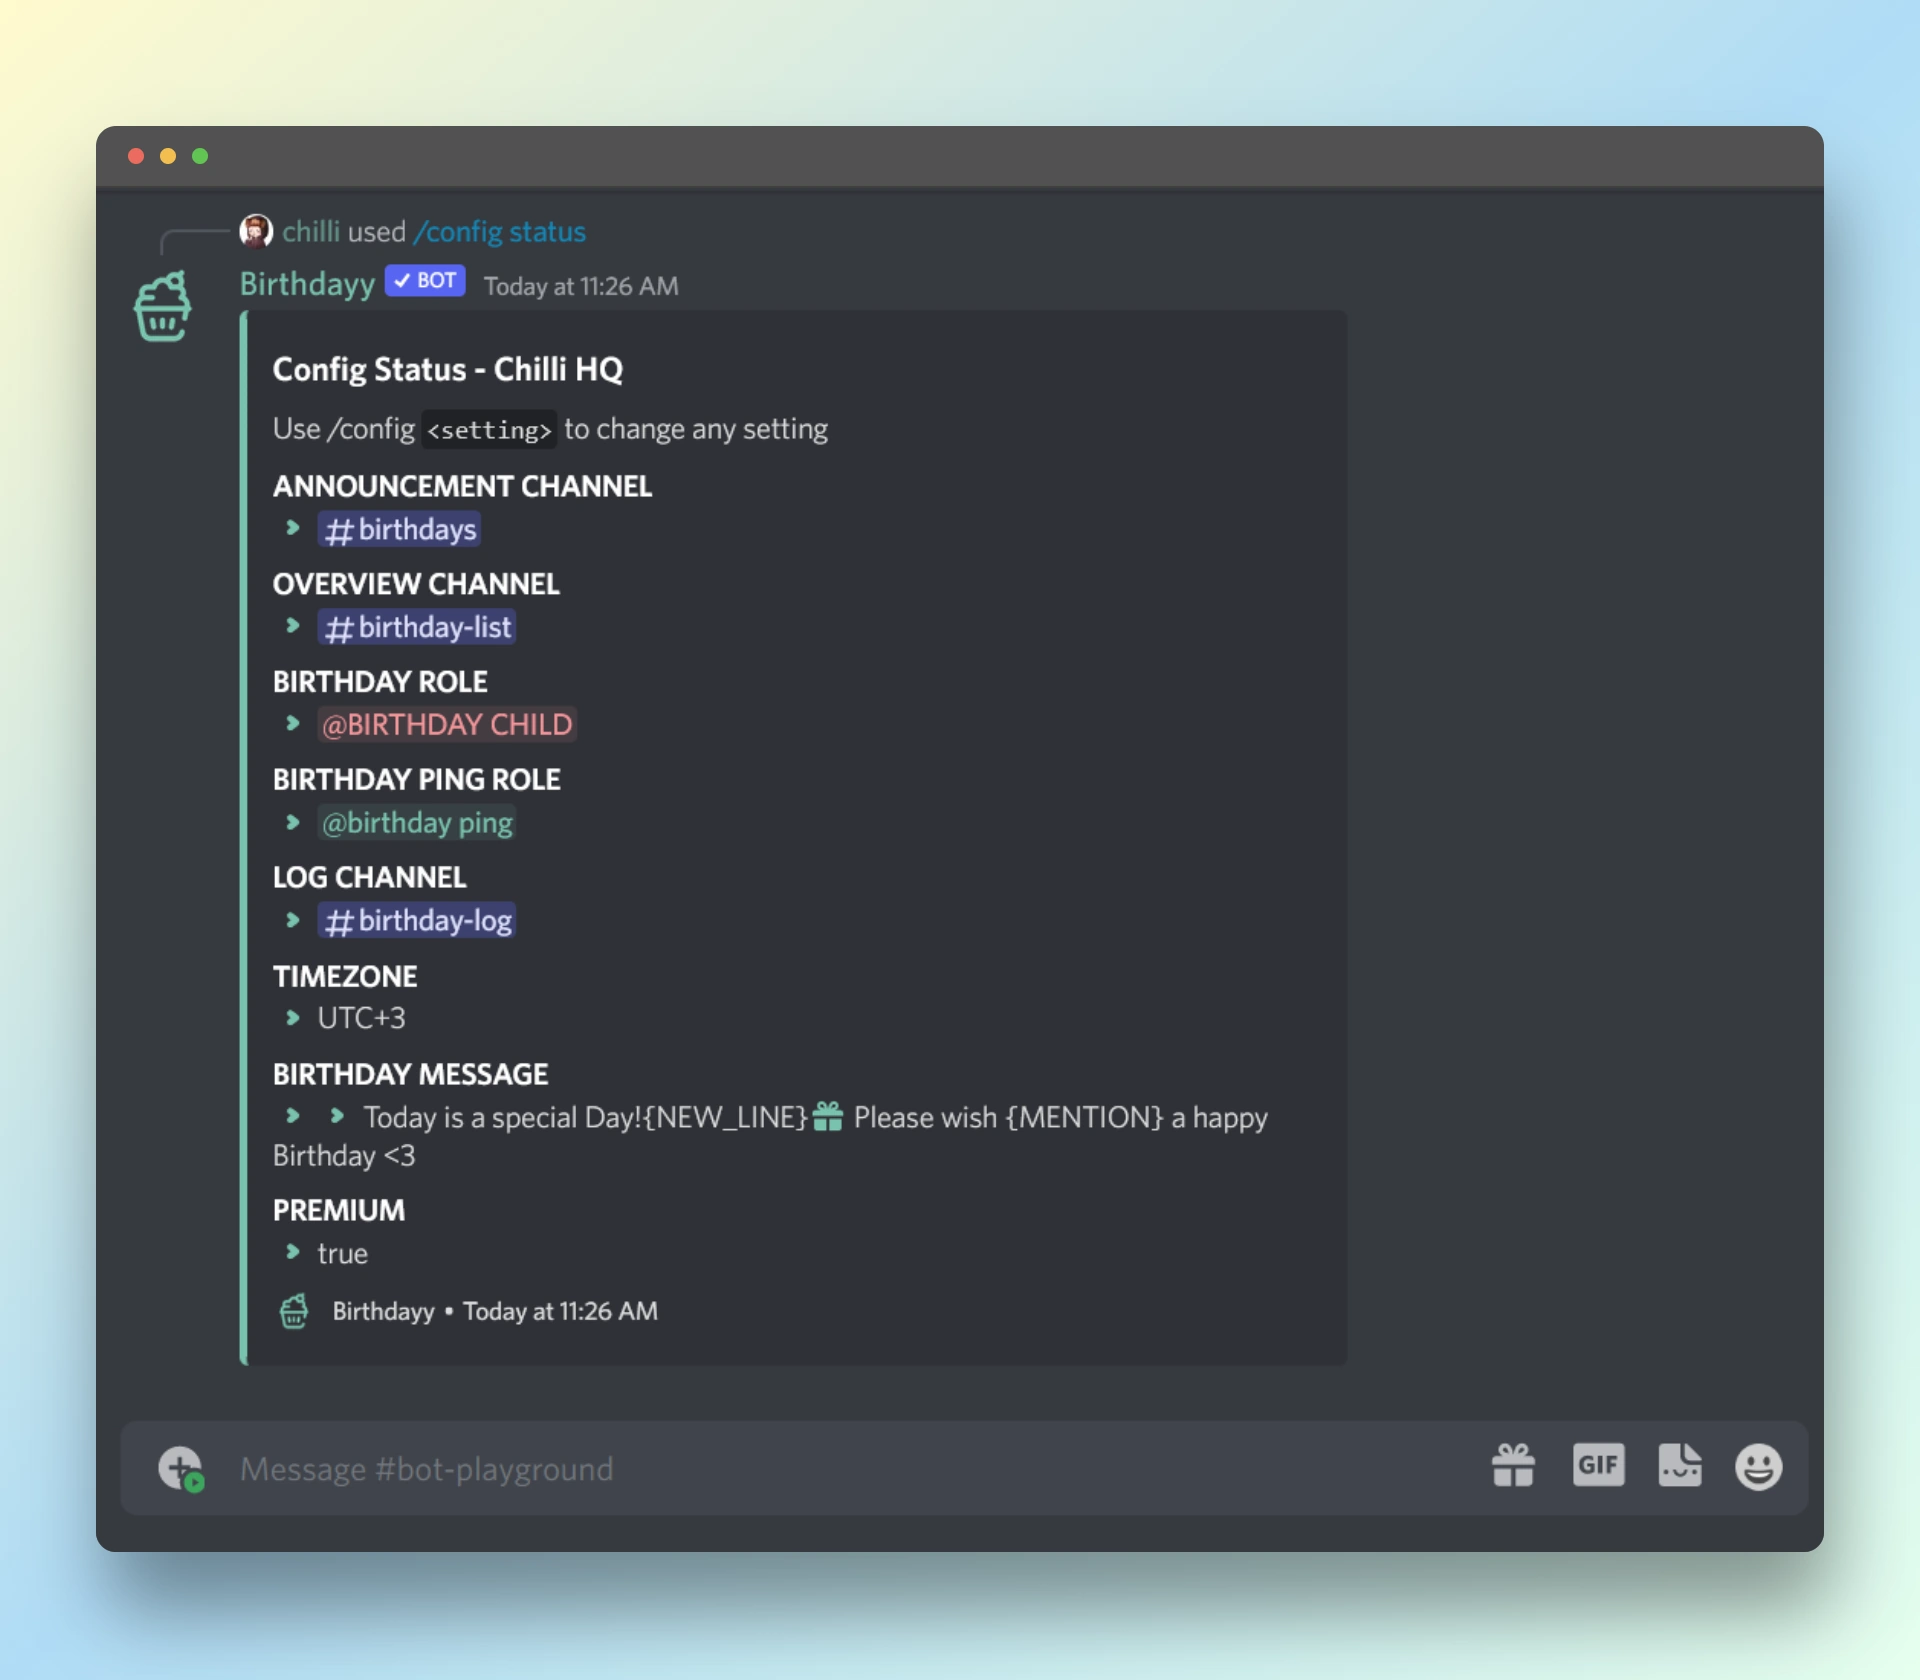 chilli used /config status
Birthdayy ✓ BOT Today at 11:26 AM
Config Status - Chilli HQ
Use /config <setting> to change any setting
ANNOUNCEMENT CHANNEL
#birthdays
OVERVIEW CHANNEL
#birthday-list
BIRTHDAY ROLE
@BIRTHDAY CHILD
BIRTHDAY PING ROLE
@birthday ping
LOG CHANNEL
#birthday-log
TIMEZONE
UTC+3
BIRTHDAY MESSAGE
Today is a special Day!{NEW_LINE} Please wish {MENTION} a happy
Birthday <3
PREMIUM
true
Birthdayy • Today at 11:26 AM
Message #bot-playground
GIF